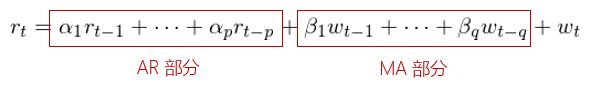 r_t = α_1 r_{t−1} + ··· + α_p r_{t−p} + β_1 w_{t−1} + ··· + β_q w_{t−q} + w_t
AR 部分 MA 部分